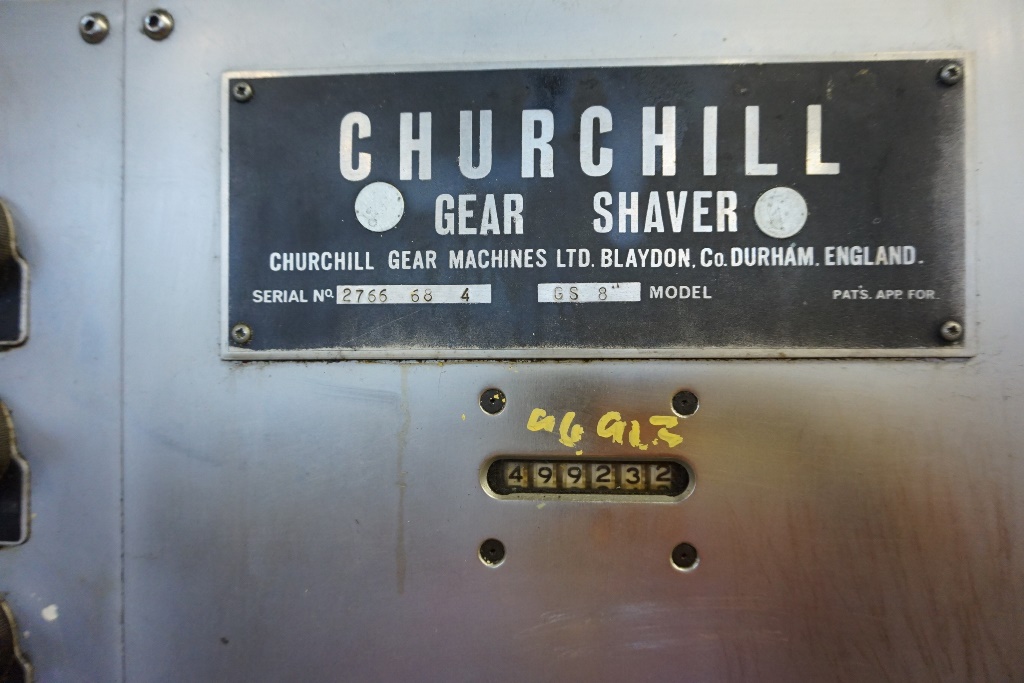 CHURCHILL
GEAR SHAVER
CHURCHILL GEAR MACHINES LTD. BLAYDON, Co. DURHAM, ENGLAND.
SERIAL No. 2766 68 4 GS 8" MODEL PAT'S. APP. FOR.
499232